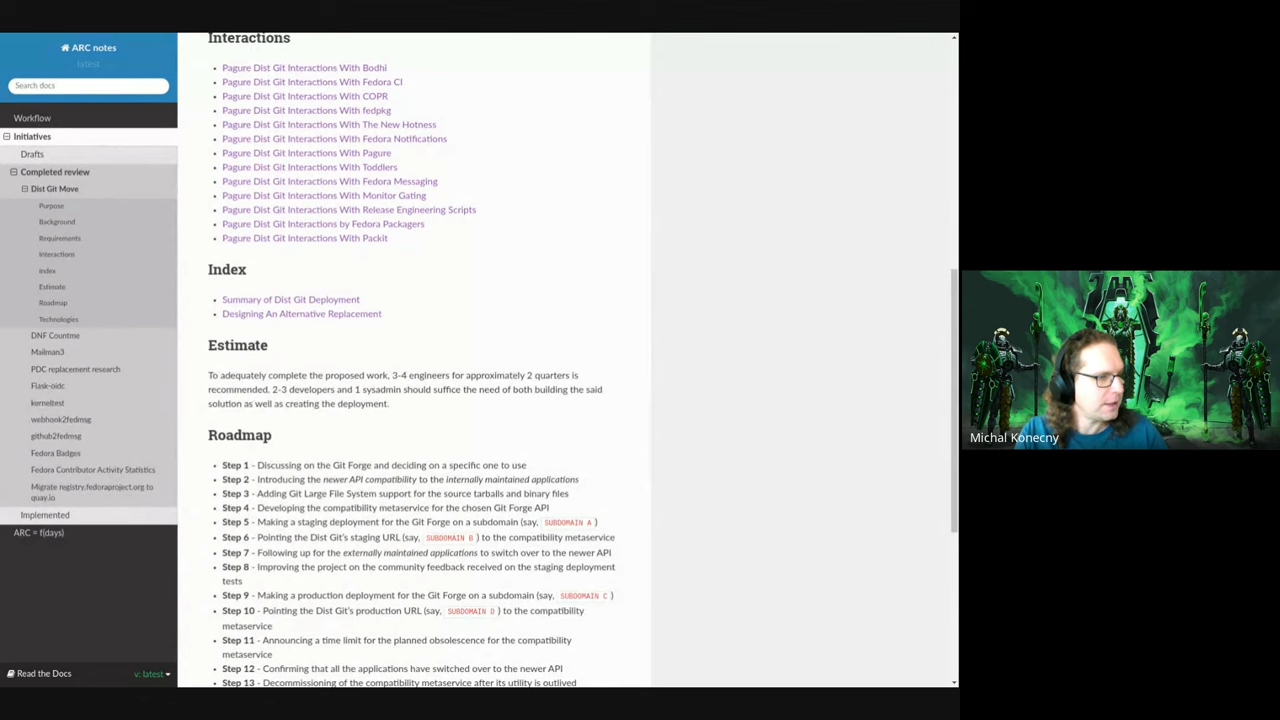 ARC notes
latest
Search docs
Workflow
Initiatives
Drafts
Completed review
Dist Git Move
Purpose
Background
Requirements
Interactions
Index
Estimate
Roadmap
Technologies
DNF Countme
Mailman3
PDC replacement research
Flask-oidc
kerneltest
webhook2fedmsg
github2fedmsg
Fedora Badges
Fedora Contributor Activity Statistics
Migrate registry.fedoraproject.org to
quay.io
Implemented
ARC = f(days)
Read the Docs
v: latest
Interactions
Pagure Dist Git Interactions With Bodhi
Pagure Dist Git Interactions With Fedora CI
Pagure Dist Git Interactions With COPR
Pagure Dist Git Interactions With fedpkg
Pagure Dist Git Interactions With The New Hotness
Pagure Dist Git Interactions With Fedora Notifications
Pagure Dist Git Interactions With Pagure
Pagure Dist Git Interactions With Toddlers
Pagure Dist Git Interactions With Fedora Messaging
Pagure Dist Git Interactions With Monitor Gating
Pagure Dist Git Interactions With Release Engineering Scripts
Pagure Dist Git Interactions by Fedora Packagers
Pagure Dist Git Interactions With Packit
Index
Summary of Dist Git Deployment
Designing An Alternative Replacement
Estimate
To adequately complete the proposed work, 3-4 engineers for approximately 2 quarters is
recommended. 2-3 developers and 1 sysadmin should suffice the need of both building the said
solution as well as creating the deployment.
Roadmap
Step 1 - Discussing on the Git Forge and deciding on a specific one to use
Step 2 - Introducing the newer API compatibility to the internally maintained applications
Step 3 - Adding Git Large File System support for the source tarballs and binary files
Step 4 - Developing the compatibility metaservice for the chosen Git Forge API
Step 5 - Making a staging deployment for the Git Forge on a subdomain (say, SUBDOMAIN A )
Step 6 - Pointing the Dist Git's staging URL (say, SUBDOMAIN B ) to the compatibility metaservice
Step 7 - Following up for the externally maintained applications to switch over to the newer API
Step 8 - Improving the project on the community feedback received on the staging deployment
tests
Step 9 - Making a production deployment for the Git Forge on a subdomain (say, SUBDOMAIN C )
Step 10 - Pointing the Dist Git's production URL (say, SUBDOMAIN D ) to the compatibility
metaservice
Step 11 - Announcing a time limit for the planned obsolescence for the compatibility
metaservice
Step 12 - Confirming that all the applications have switched over to the newer API
Step 13 - Decommissioning of the compatibility metaservice after its utility is outlived
Michal Konecny